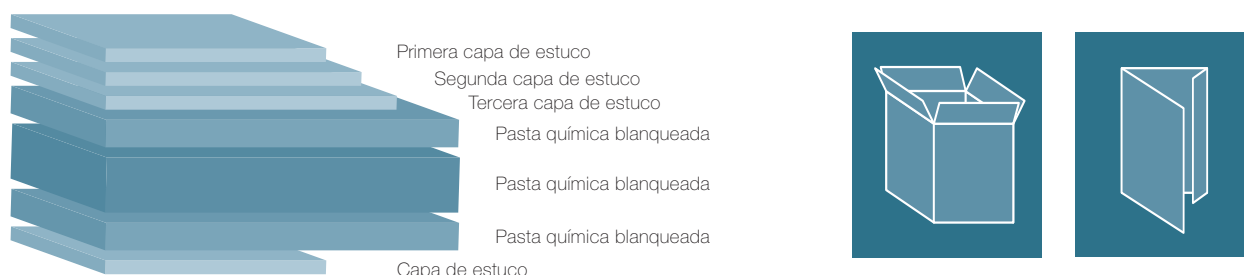 Primera capa de estuco
Segunda capa de estuco
Tercera capa de estuco
Pasta química blanqueada
Pasta química blanqueada
Pasta química blanqueada
Capa de estuco